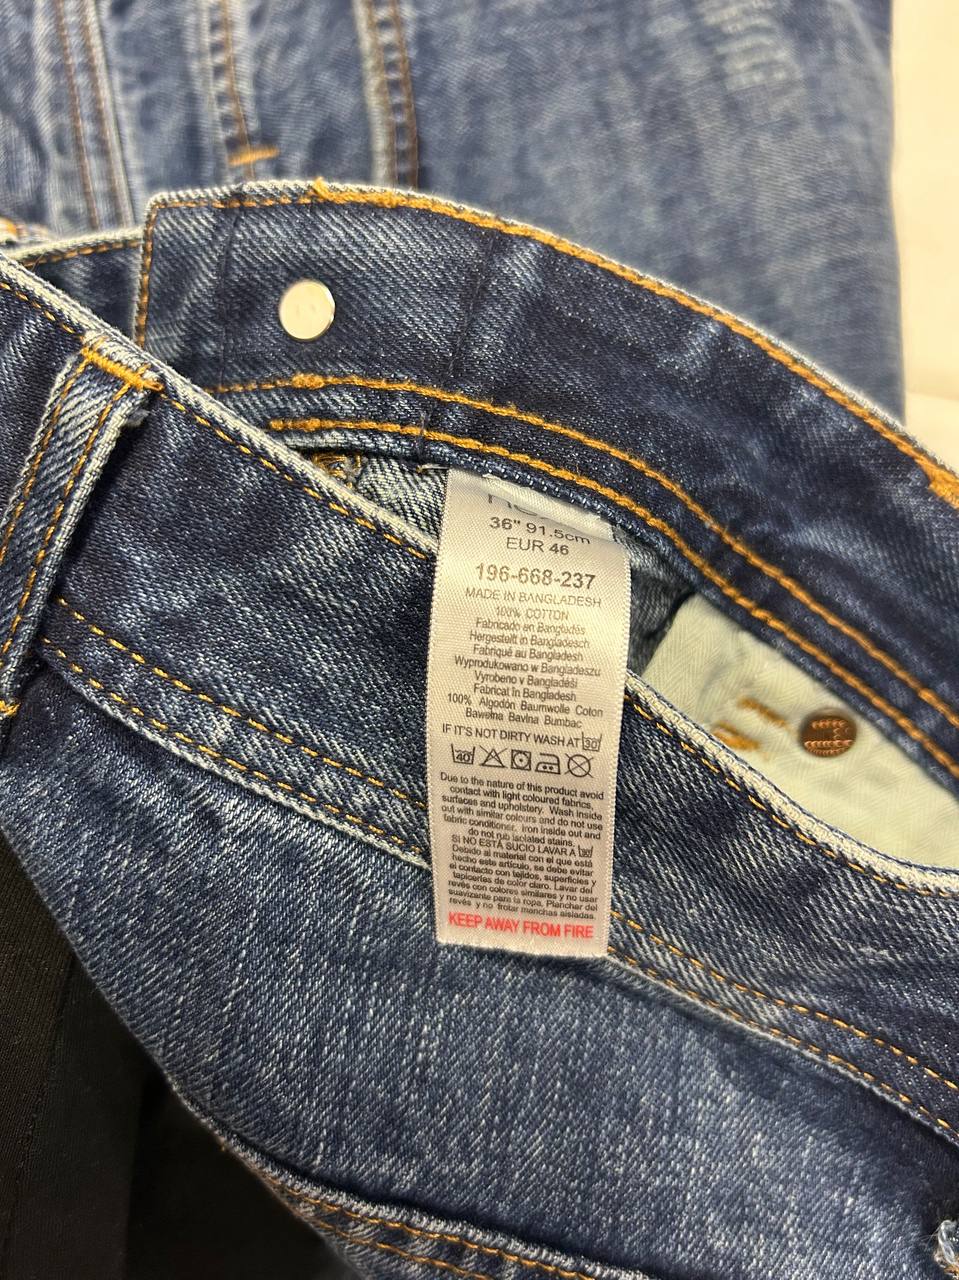 36" 91.5cm
EUR 46
196-668-237
MADE IN BANGLADESH
100% COTTON
Fabricado en Bangladés
Hergestellt in Bangladesch
Fabriqué au Bangladesh
Wyprodukowano w Bangladeszu
Vyrobeno v Bangladéši
Fabricat în Bangladesh
100% Algodón Baumwolle Coton
Bawełna Bavlna Bumbac
IF IT'S NOT DIRTY WASH AT 30
40
Due to the nature of this product avoid
contact with light coloured fabrics,
surfaces and upholstery. Wash inside
out with similar colours and do not use
fabric conditioner. Iron inside out and
do not rub isolated stains.
SI NO ESTÁ SUCIO LAVAR A 30
Debido al material con el que está
hecho este artículo, se debe evitar
el contacto con tejidos, superficies y
tapicerías de color claro. Lavar del
revés con colores similares y no usar
suavizante para la ropa. Planchar del
revés y no frotar manchas aisladas.
KEEP AWAY FROM FIRE